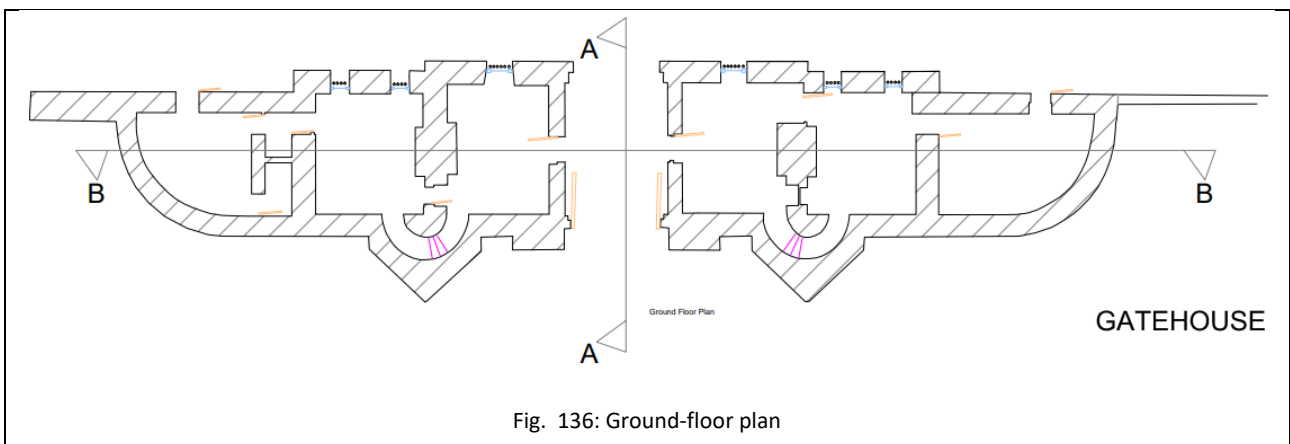 A
B
B
Ground Floor Plan
GATEHOUSE
A
Fig. 136: Ground-floor plan